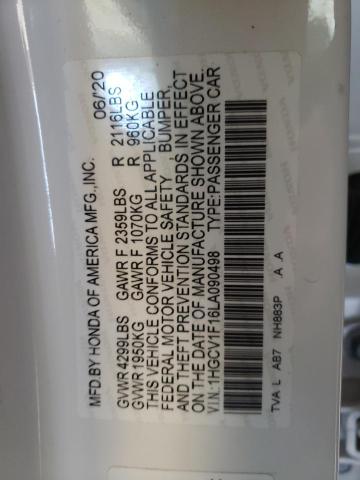 MFD BY HONDA OF AMERICA MFG.,INC. 06/'20
GVWR 4299LBS GAWR F 2359LBS R 2116LBS
GVWR 1950KG GAWR F 1070KG R 960KG
THIS VEHICLE CONFORMS TO ALL APPLICABLE
FEDERAL MOTOR VEHICLE SAFETY , BUMPER,
AND THEFT PREVENTION STANDARDS IN EFFECT
ON THE DATE OF MANUFACTURE SHOWN ABOVE.
V.I.N.:1HGCV1F16LA090498 TYPE:PASSENGER CAR
TVA L AB7 NH883P A A